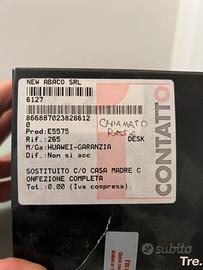 NEW ABACO SRL
6127
866887023828612
0
CHIAMATO
Prod:E5575
Rif.:265
DESK
M/Ga:HUAWEI-GARANZIA
Dif.:Non si acc
SOSTITUITO C/O CASA MADRE C
ONFEZIONE COMPLETA
Tot.:0.00 (Iva compresa).
CONTATTO
subito
Tre.